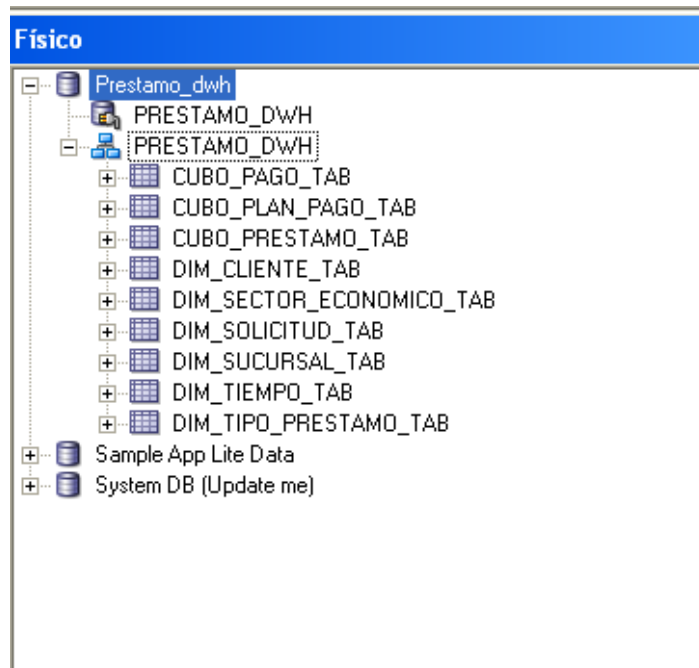 Físico
Prestamo_dwh
PRESTAMO_DWH
PRESTAMO_DWH
CUBO_PAGO_TAB
CUBO_PLAN_PAGO_TAB
CUBO_PRESTAMO_TAB
DIM_CLIENTE_TAB
DIM_SECTOR_ECONOMICO_TAB
DIM_SOLICITUD_TAB
DIM_SUCURSAL_TAB
DIM_TIEMPO_TAB
DIM_TIPO_PRESTAMO_TAB
Sample App Lite Data
System DB (Update me)